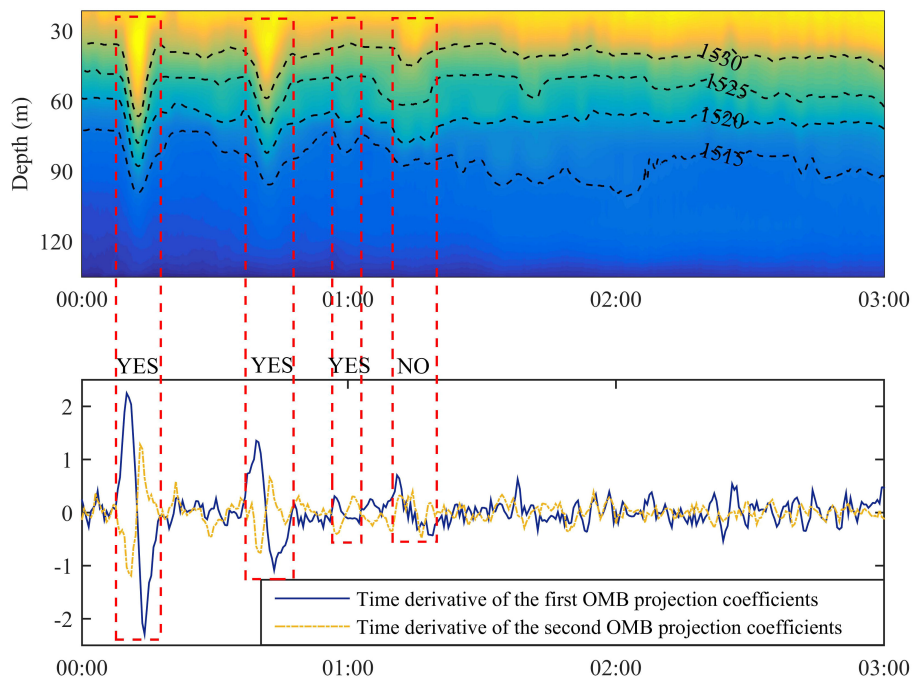 30
60
90
120
Depth (m)
1530
1525
1520
1515
00:00 01:00 02:00 03:00
YES YES YES NO
2
1
0
-1
-2
Time derivative of the first OMB projection coefficients
Time derivative of the second OMB projection coefficients
00:00 01:00 02:00 03:00